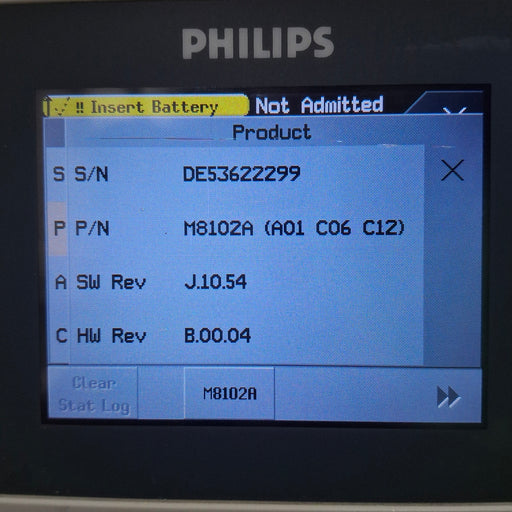 PHILIPS
!! Insert Battery Not Admitted
Product
S S/N DE53622299
P P/N M8102A (A01 C06 C12)
A SW Rev J.10.54
C HW Rev B.00.04
Clear
Stat Log
M8102A